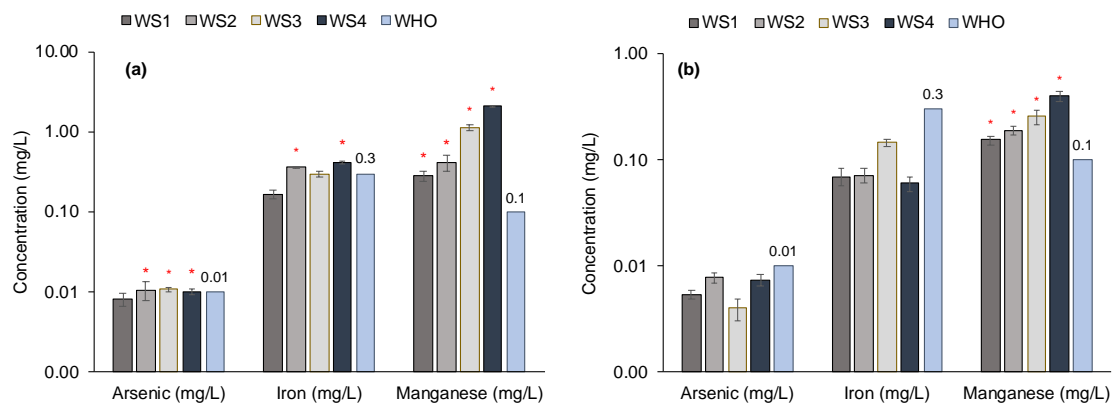 WS1 WS2 WS3 WS4 WHO
(a)
Concentration (mg/L)
10.00
1.00
0.10
0.01
0.00
* * * 0.01
* * 0.3
* * * * 0.1
Arsenic (mg/L) Iron (mg/L) Manganese (mg/L)
WS1 WS2 WS3 WS4 WHO
(b)
Concentration (mg/L)
1.00
0.10
0.01
0.00
0.01
0.3
* * * * 0.1
Arsenic (mg/L) Iron (mg/L) Manganese (mg/L)